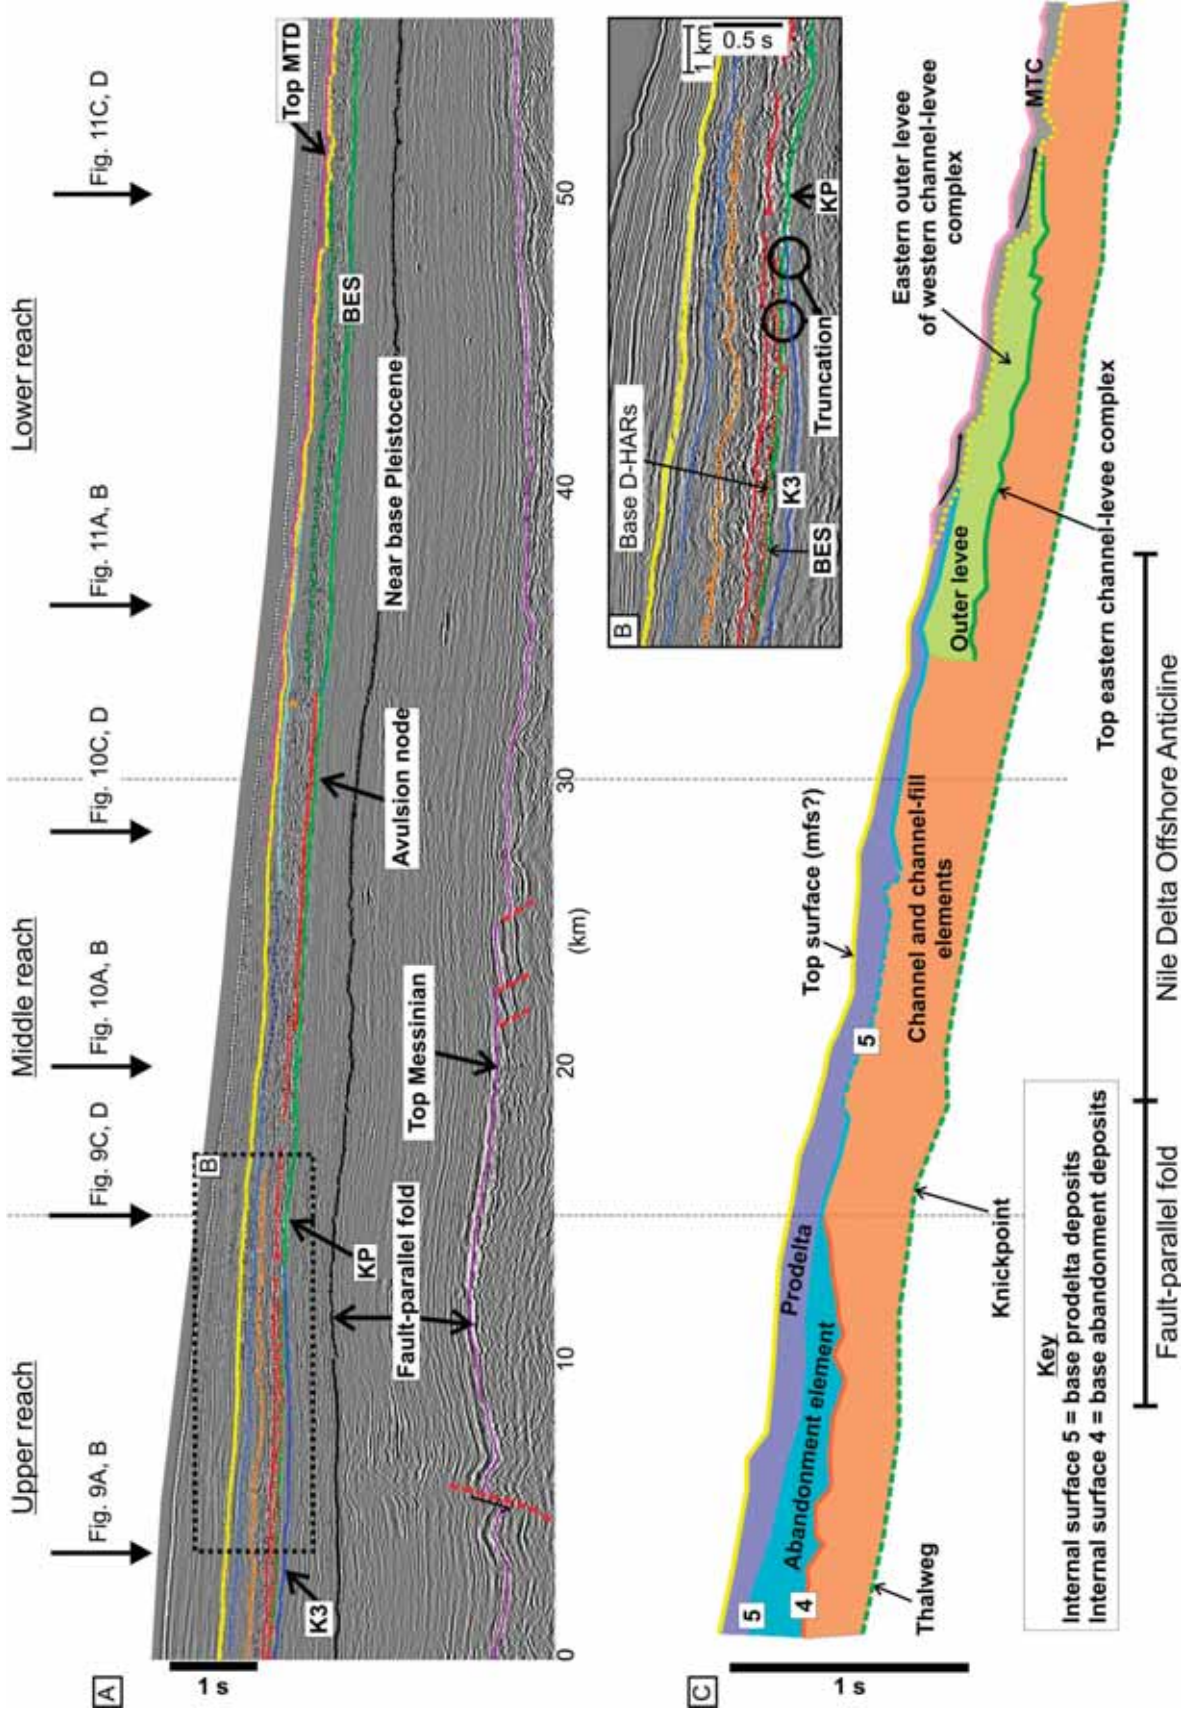 A
Upper reach
Middle reach
Lower reach
Fig. 9A, B
Fig. 9C, D
Fig. 10A, B
Fig. 10C, D
Fig. 11A, B
Fig. 11C, D
1 s
B
Top MTD
BES
K3
KP
Near base Pleistocene
Avulsion node
Fault-parallel fold
Top Messinian
0
10
20
30
40
50
(km)
B
1 km
0.5 s
Base D-HARs
BES
K3
Truncation
KP
C
1 s
5
4
Prodelta
Abandonment element
5
Top surface (mfs?)
Channel and channel-fill
elements
Outer levee
Eastern outer levee
of western channel-levee
complex
MTC
Thalweg
Knickpoint
Top eastern channel-levee complex
Key
Internal surface 5 = base prodelta deposits
Internal surface 4 = base abandonment deposits
Fault-parallel fold
Nile Delta Offshore Anticline